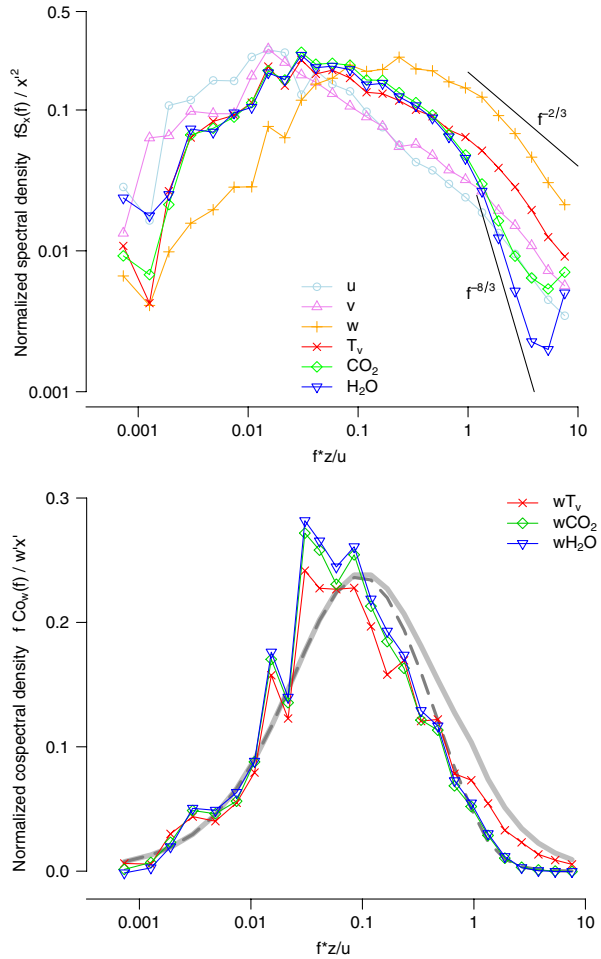 Normalized spectral density fSₓ(f) / x'²
0.5
0.1
0.01
0.001
f⁻²/³
f⁻⁸/³
u
v
w
Tᵥ
CO₂
H₂O
0.001 0.01 0.1 1 10
f*z/u
Normalized cospectral density f Co_w(f) / w'x'
0.3
0.2
0.1
0.0
wTᵥ
wCO₂
wH₂O
0.001 0.01 0.1 1 10
f*z/u